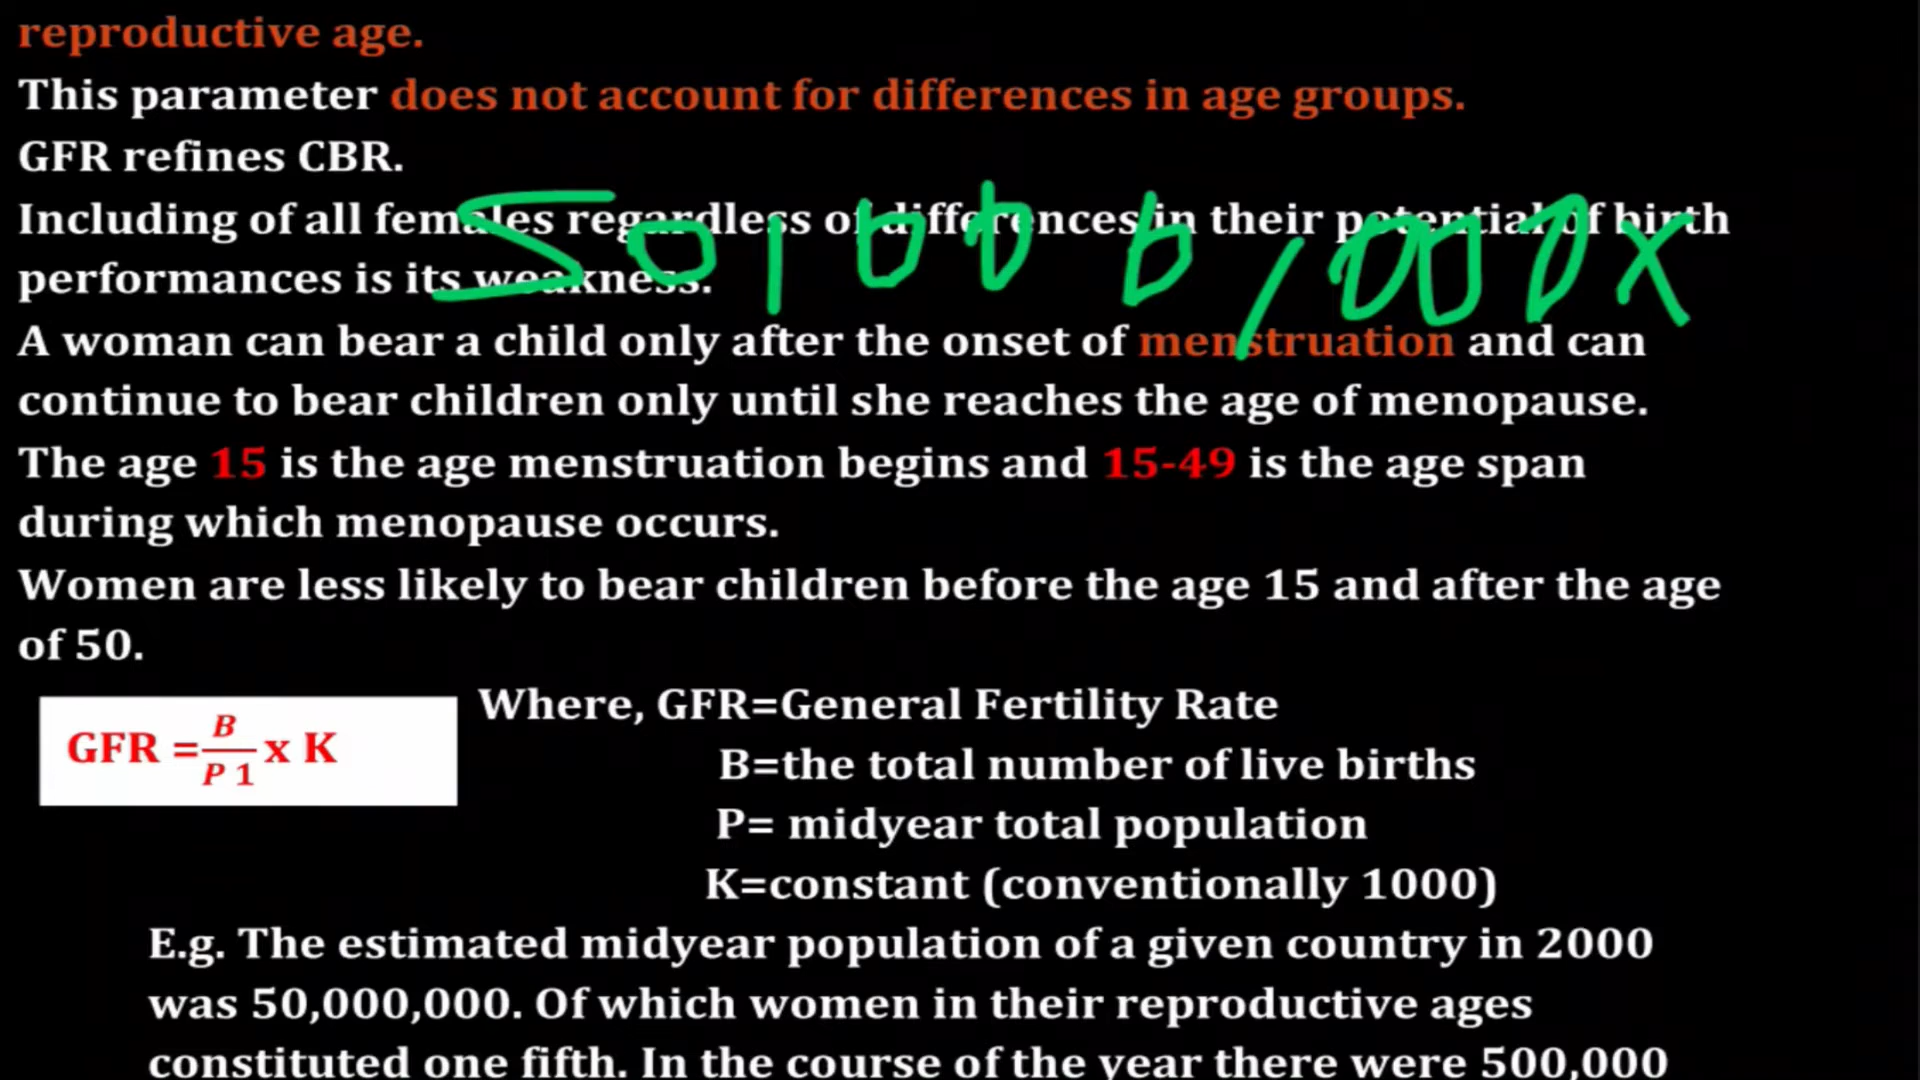 reproductive age.
This parameter does not account for differences in age groups.
GFR refines CBR.
Including of all females regardless of differences in their potential of birth
performances is its weakness.
50,000,000x
A woman can bear a child only after the onset of menstruation and can
continue to bear children only until she reaches the age of menopause.
The age 15 is the age menstruation begins and 15-49 is the age span
during which menopause occurs.
Women are less likely to bear children before the age 15 and after the age
of 50.
GFR = B/P 1 x K
Where, GFR=General Fertility Rate
B=the total number of live births
P= midyear total population
K=constant (conventionally 1000)
E.g. The estimated midyear population of a given country in 2000
was 50,000,000. Of which women in their reproductive ages
constituted one fifth. In the course of the year there were 500,000